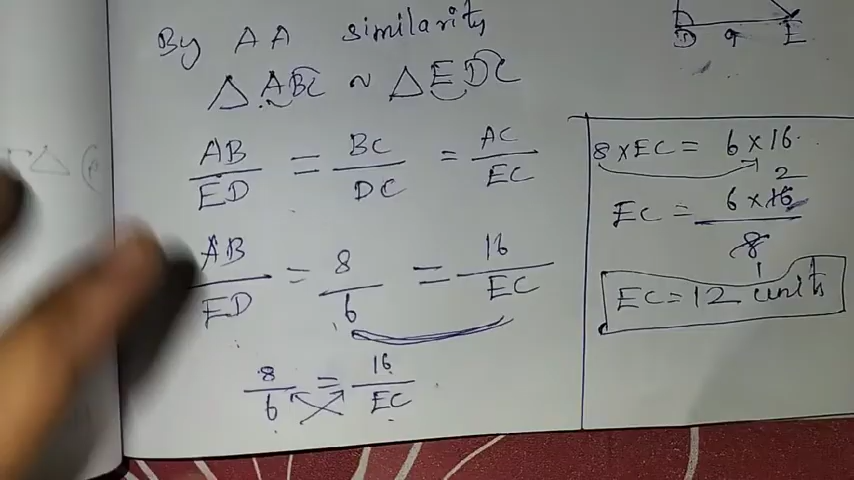 By AA similarity
△ABC ~ △EDC
AB/ED = BC/DC = AC/EC
AB/ED = 8/6 = 16/EC
8/6 = 16/EC
D 9 E
8 × EC = 6 × 16
2
EC = 6 × 16 / 8
1
EC = 12 units
△